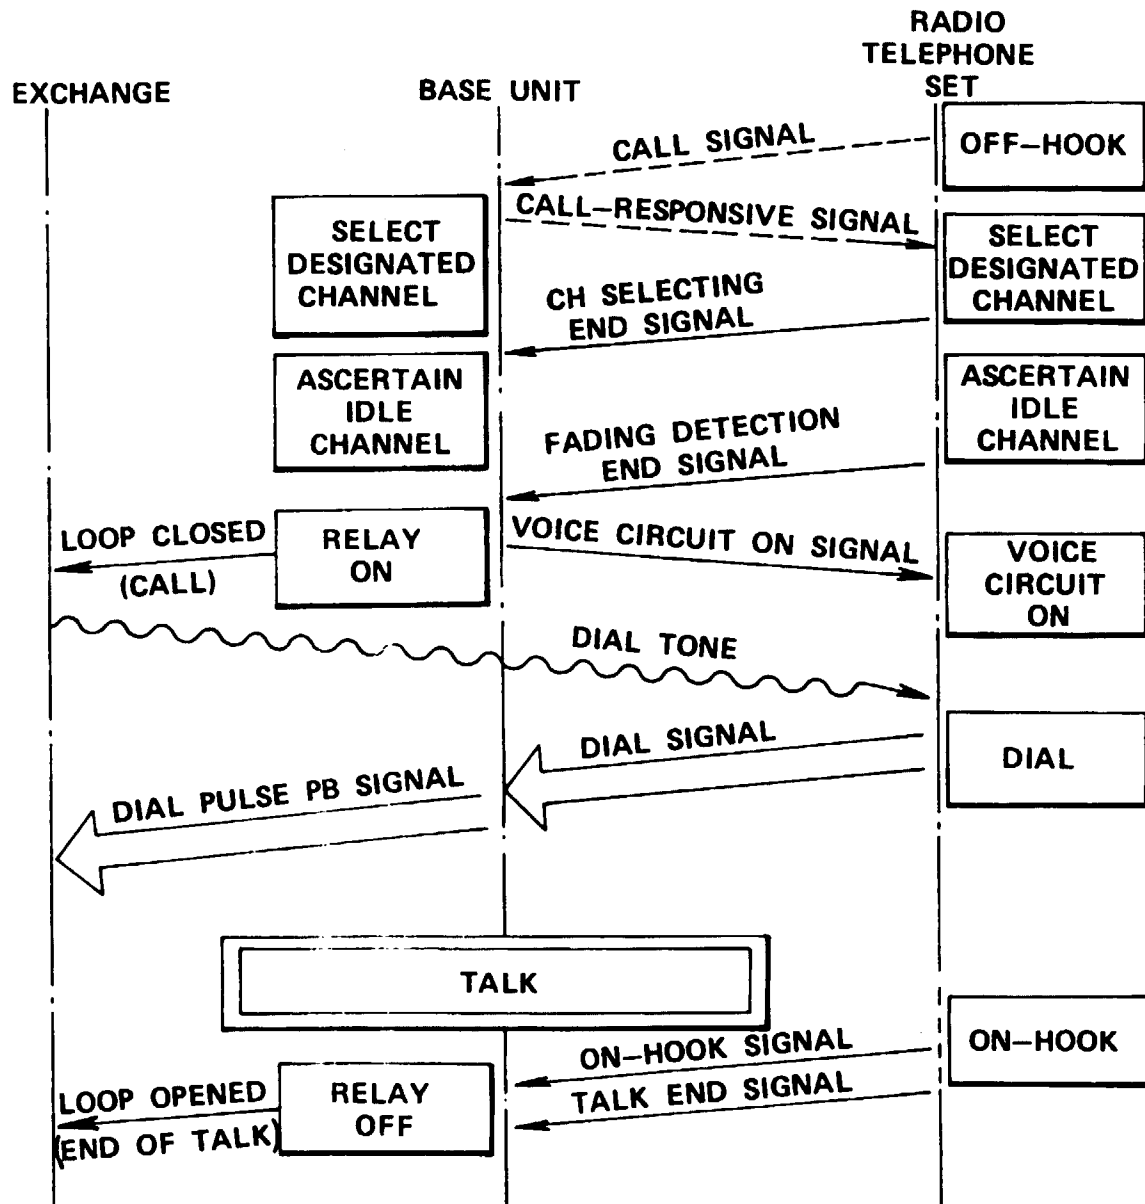 RADIO
TELEPHONE
SET
EXCHANGE
BASE UNIT
CALL SIGNAL
OFF-HOOK
CALL-RESPONSIVE SIGNAL
SELECT
DESIGNATED
CHANNEL
SELECT
DESIGNATED
CHANNEL
CH SELECTING
END SIGNAL
ASCERTAIN
IDLE
CHANNEL
ASCERTAIN
IDLE
CHANNEL
FADING DETECTION
END SIGNAL
LOOP CLOSED
(CALL)
RELAY
ON
VOICE CIRCUIT ON SIGNAL
VOICE
CIRCUIT
ON
DIAL TONE
DIAL SIGNAL
DIAL
DIAL PULSE PB SIGNAL
TALK
ON-HOOK SIGNAL
ON-HOOK
TALK END SIGNAL
LOOP OPENED
(END OF TALK)
RELAY
OFF